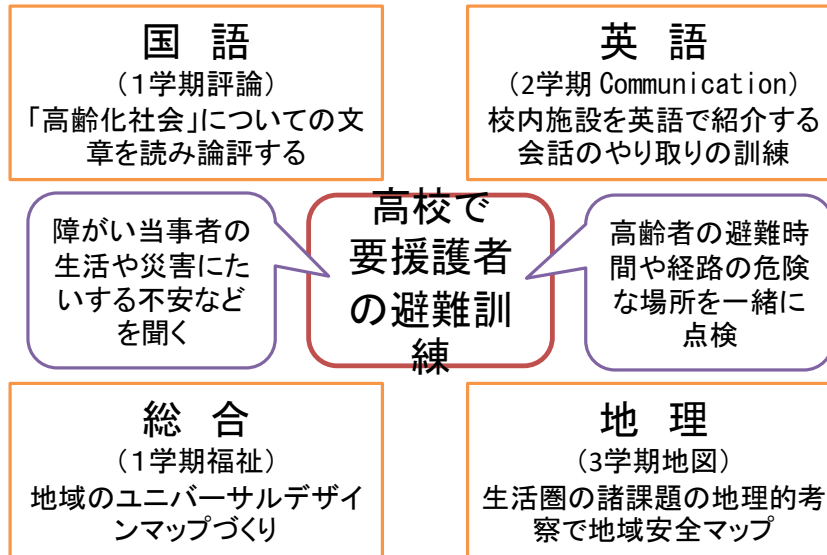 国 語
（1学期評論）
「高齢化社会」についての文
章を読み論評する
英 語
（2学期 Communication）
校内施設を英語で紹介する
会話のやり取りの訓練
障がい当事者の
生活や災害にた
いする不安など
を聞く
高校で
要援護者
の避難訓
練
高齢者の避難時
間や経路の危険
な場所を一緒に
点検
総 合
（1学期福祉）
地域のユニバーサルデザイ
ンマップづくり
地 理
（3学期地図）
生活圏の諸課題の地理的考
察で地域安全マップ